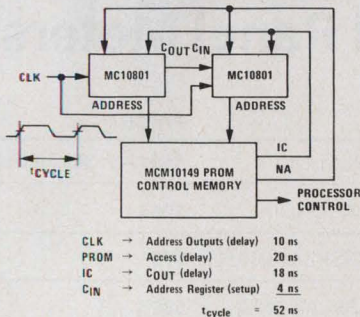 COUT CIN
MC10801
MC10801
CLK
ADDRESS
ADDRESS
tCYCLE
MCM10149 PROM
CONTROL MEMORY
IC
NA
PROCESSOR
CONTROL
CLK → Address Outputs (delay) 10 ns
PROM → Access (delay) 20 ns
IC → COUT (delay) 18 ns
CIN → Address Register (setup) 4 ns
tcycle = 52 ns